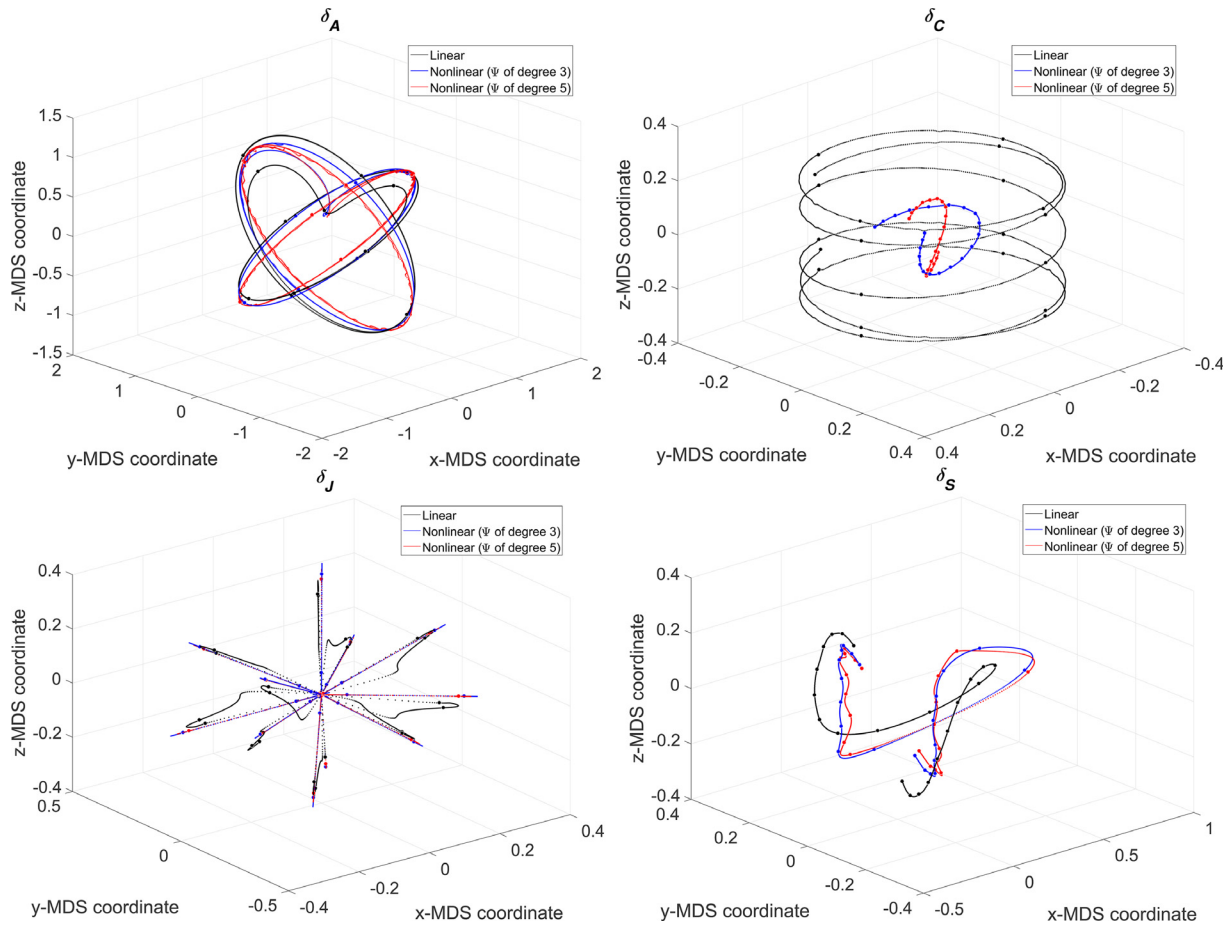 δ_A
Linear
Nonlinear (Ψ of degree 3)
Nonlinear (Ψ of degree 5)
1.5
1
0.5
0
-0.5
-1
-1.5
z-MDS coordinate
2
1
0
-1
-2
y-MDS coordinate
-2
-1
0
1
2
x-MDS coordinate
δ_C
Linear
Nonlinear (Ψ of degree 3)
Nonlinear (Ψ of degree 5)
0.4
0.2
0
-0.2
-0.4
z-MDS coordinate
-0.4
-0.2
0
0.2
0.4
y-MDS coordinate
0.4
0.2
0
-0.2
-0.4
x-MDS coordinate
δ_J
Linear
Nonlinear (Ψ of degree 3)
Nonlinear (Ψ of degree 5)
0.4
0.2
0
-0.2
-0.4
z-MDS coordinate
0.5
0
-0.5
y-MDS coordinate
-0.4
-0.2
0
0.2
0.4
x-MDS coordinate
δ_S
Linear
Nonlinear (Ψ of degree 3)
Nonlinear (Ψ of degree 5)
0.4
0.2
0
-0.2
-0.4
z-MDS coordinate
0.4
0.2
0
-0.2
-0.4
y-MDS coordinate
-0.5
0
0.5
1
x-MDS coordinate